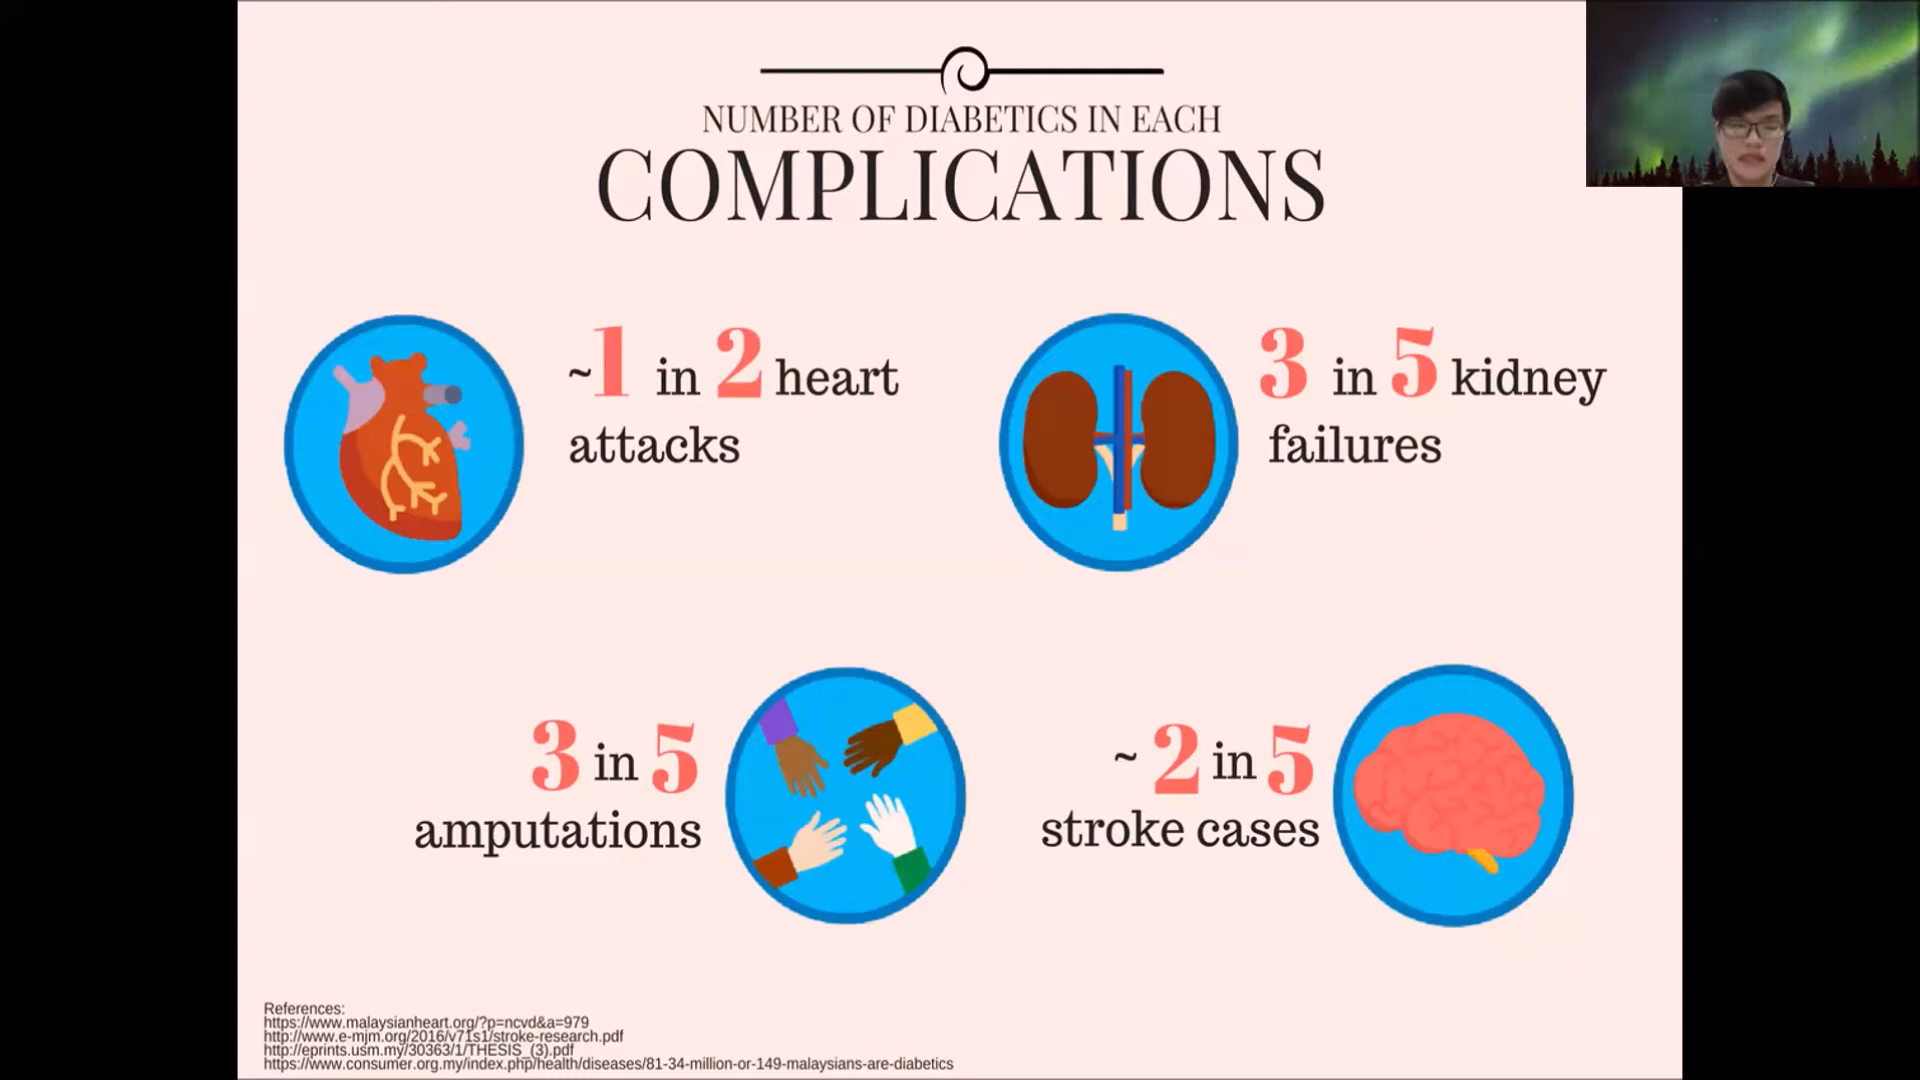 NUMBER OF DIABETICS IN EACH
COMPLICATIONS
~1 in 2 heart
attacks
3 in 5 kidney
failures
3 in 5
amputations
~ 2 in 5
stroke cases
References:
https://www.malaysianheart.org/?p=ncvd&a=979
http://www.e-mjm.org/2016/v71s1/stroke-research.pdf
http://eprints.usm.my/30363/1/THESIS_(3).pdf
https://www.consumer.org.my/index.php/health/diseases/81-34-million-or-149-malaysians-are-diabetics